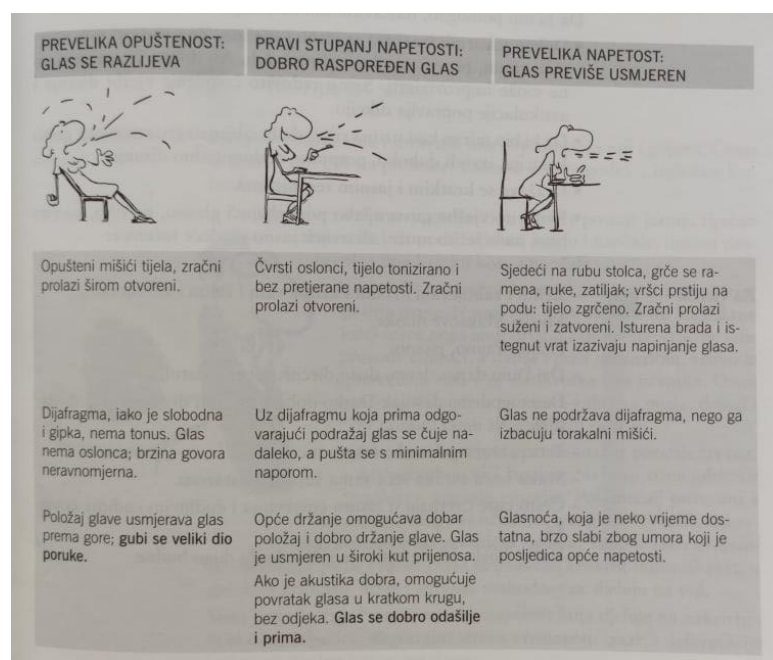 PREVELIKA OPUŠTENOST:
GLAS SE RAZLIJEVA
PRAVI STUPANJ NAPETOSTI:
DOBRO RASPOREĐEN GLAS
PREVELIKA NAPETOST:
GLAS PREVIŠE USMJEREN
Opušteni mišići tijela, zračni
prolazi širom otvoreni.
Čvrsti oslonci, tijelo tonizirano i
bez pretjerane napetosti. Zračni
prolazi otvoreni.
Sjedeći na rubu stolca, grče se ra-
mena, ruke, zatiljak; vršci prstiju na
podu: tijelo zgrčeno. Zračni prolazi
suženi i zatvoreni. Isturena brada i is-
tegnut vrat izazivaju napinjanje glasa.
Dijafragma, iako je slobodna
i gipka, nema tonus. Glas
nema oslonca; brzina govora
neravnomjerna.
Uz dijafragmu koja prima odgo-
varajući podražaj glas se čuje na-
daleko, a pušta se s minimalnim
naporom.
Glas ne podržava dijafragma, nego ga
izbacuju torakalni mišići.
Položaj glave usmjerava glas
prema gore; gubi se veliki dio
poruke.
Opće držanje omogućava dobar
položaj i dobro držanje glave. Glas
je usmjeren u široki kut prijenosa.
Ako je akustika dobra, omogućuje
povratak glasa u kratkom krugu,
bez odjeka. Glas se dobro odašilje
i prima.
Glasnoća, koja je neko vrijeme dos-
tatna, brzo slabi zbog umora koji je
posljedica opće napetosti.